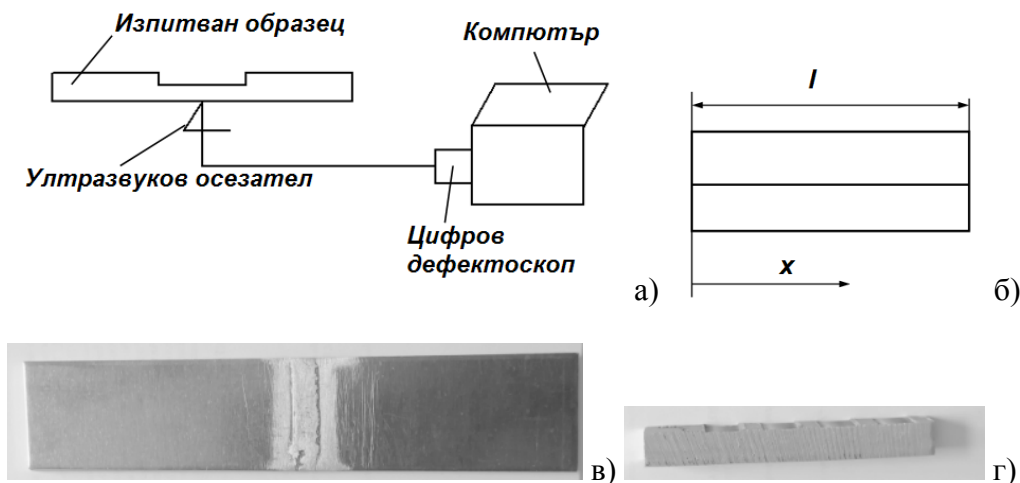 Изпитван образец
Компютър
Ултразвуков осезател
Цифров
дефектоскоп
а)
l
x
б)
в)
г)